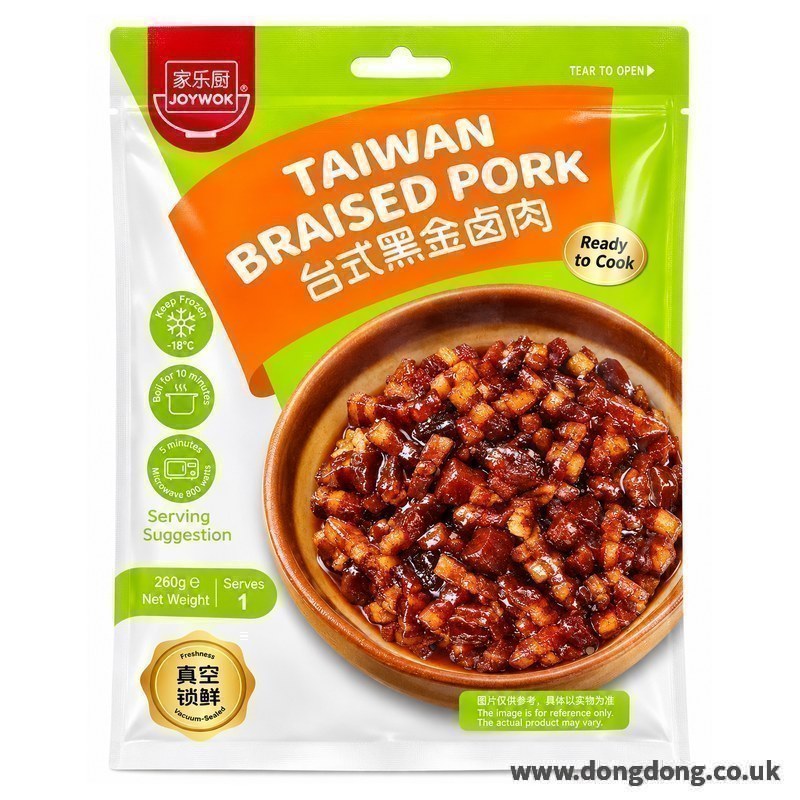 家乐厨
JOYWOK®
TEAR TO OPEN
TAIWAN
BRAISED PORK
台式黑金卤肉
Ready
to Cook
Keep Frozen
-18°C
Boil for 10 minutes
5 minutes
Microwave 800 watts
Serving
Suggestion
260g ℮
Net Weight
Serves
1
Freshness
真空
锁鲜
Vacuum-Sealed
图片仅供参考，具体以实物为准
The image is for reference only.
The actual product may vary.
www.dongdong.co.uk